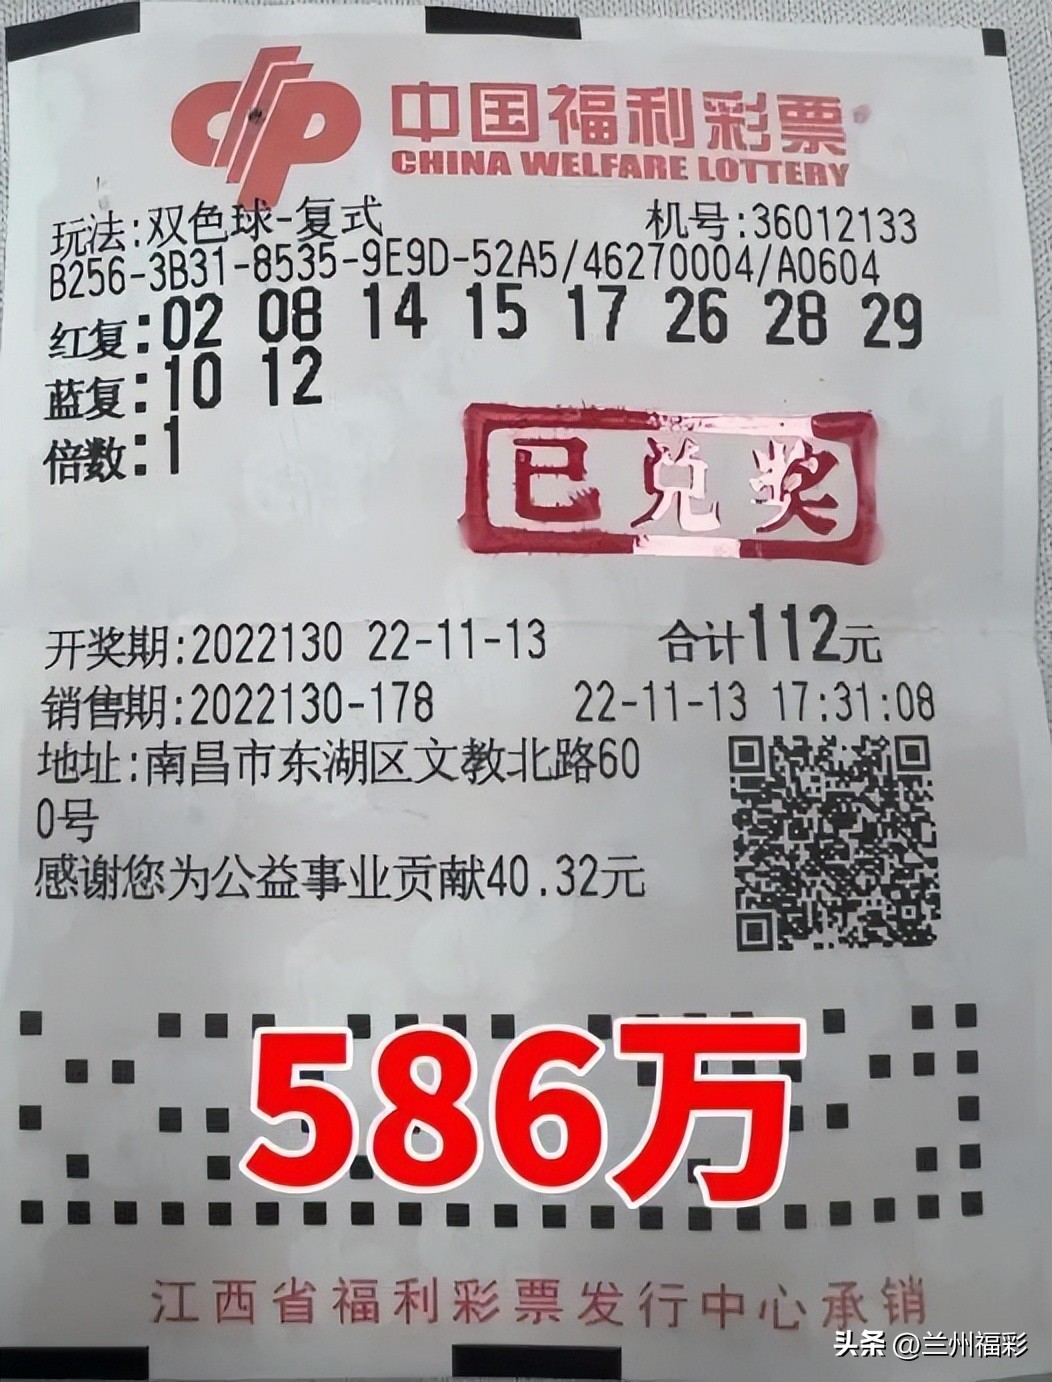 中国福利彩票
CHINA WELFARE LOTTERY
玩法:双色球-复式 机号:36012133
B256-3B31-8535-9E9D-52A5/46270004/A0604
红复:02 08 14 15 17 26 28 29
蓝复:10 12
倍数:1
已兑奖
开奖期:2022130 22-11-13 合计112元
销售期:2022130-178 22-11-13 17:31:08
地址:南昌市东湖区文教北路60
0号
感谢您为公益事业贡献40.32元
586万
江西省福利彩票发行中心承销
头条 @兰州福彩